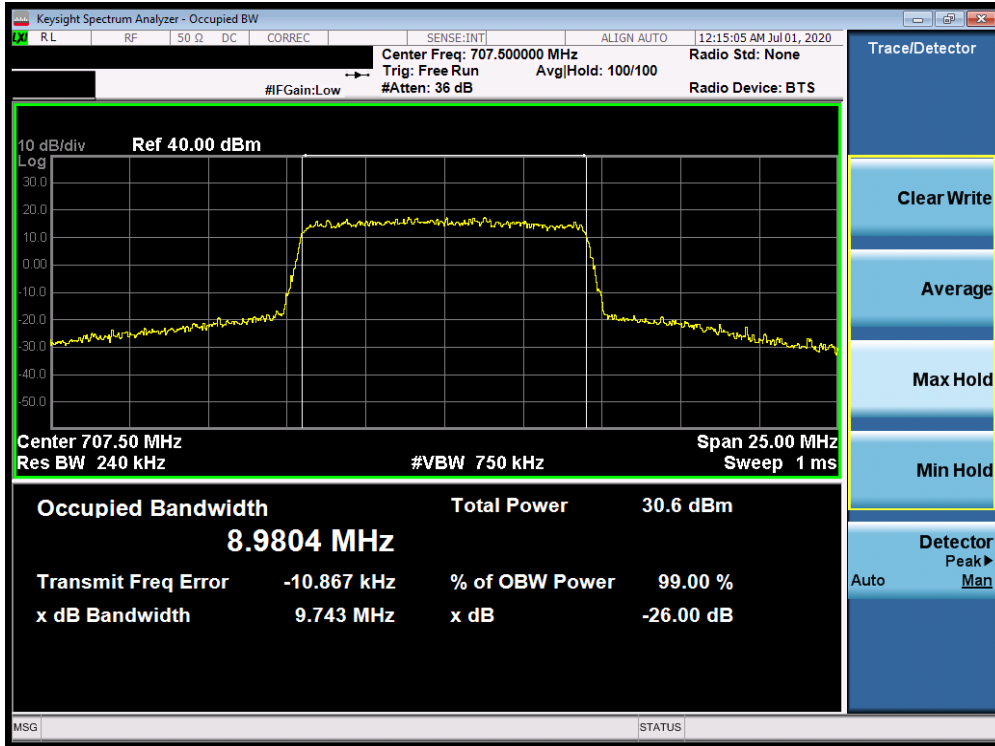 Keysight Spectrum Analyzer - Occupied BW
LXI RL RF 50 Ω DC CORREC SENSE:INT ALIGN AUTO 12:15:05 AM Jul 01, 2020
Center Freq: 707.500000 MHz Radio Std: None
Trig: Free Run Avg|Hold: 100/100
#IFGain:Low #Atten: 36 dB Radio Device: BTS
10 dB/div Ref 40.00 dBm
Log
30.0
20.0
10.0
0.00
-10.0
-20.0
-30.0
-40.0
-50.0
Center 707.50 MHz Span 25.00 MHz
Res BW 240 kHz #VBW 750 kHz Sweep 1 ms
Occupied Bandwidth Total Power 30.6 dBm
8.9804 MHz
Transmit Freq Error -10.867 kHz % of OBW Power 99.00 %
x dB Bandwidth 9.743 MHz x dB -26.00 dB
MSG STATUS
Trace/Detector
Clear Write
Average
Max Hold
Min Hold
Detector
Peak▶
Auto Man